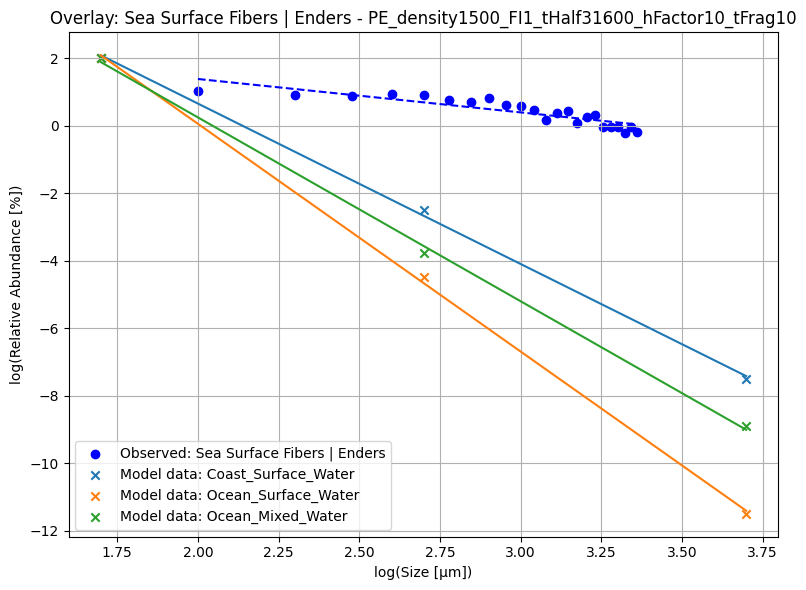 Overlay: Sea Surface Fibers | Enders - PE_density1500_FI1_tHalf31600_hFactor10_tFrag10
log(Relative Abundance [%])
2
0
−2
−4
−6
−8
−10
−12
Observed: Sea Surface Fibers | Enders
Model data: Coast_Surface_Water
Model data: Ocean_Surface_Water
Model data: Ocean_Mixed_Water
1.75 2.00 2.25 2.50 2.75 3.00 3.25 3.50 3.75
log(Size [µm])